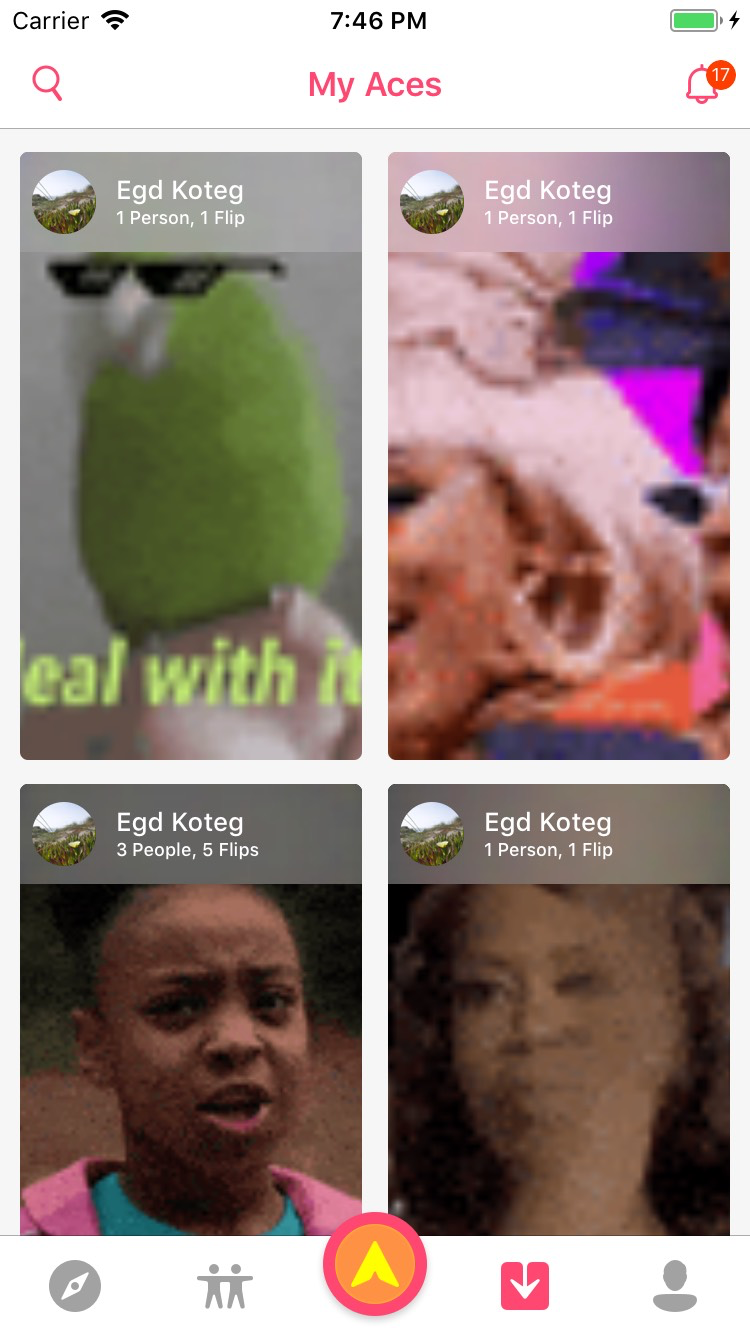 Carrier 7:46 PM
My Aces 17
Egd Koteg
1 Person, 1 Flip
Egd Koteg
1 Person, 1 Flip
eal with it
Egd Koteg
3 People, 5 Flips
Egd Koteg
1 Person, 1 Flip